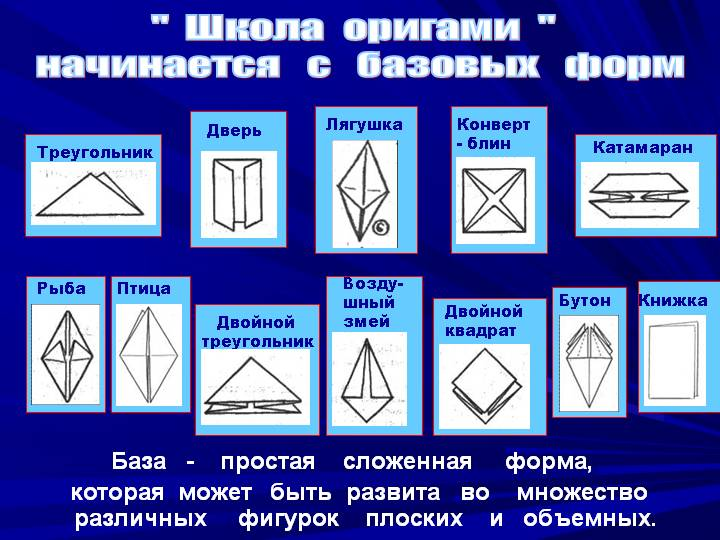 " Школа оригами "
начинается с базовых форм
Треугольник
Дверь
Лягушка
Конверт
- блин
Катамаран
Рыба
Птица
Двойной
треугольник
Возду-
шный
змей
Двойной
квадрат
Бутон
Книжка
База - простая сложенная форма,
которая может быть развита во множество
различных фигурок плоских и объемных.